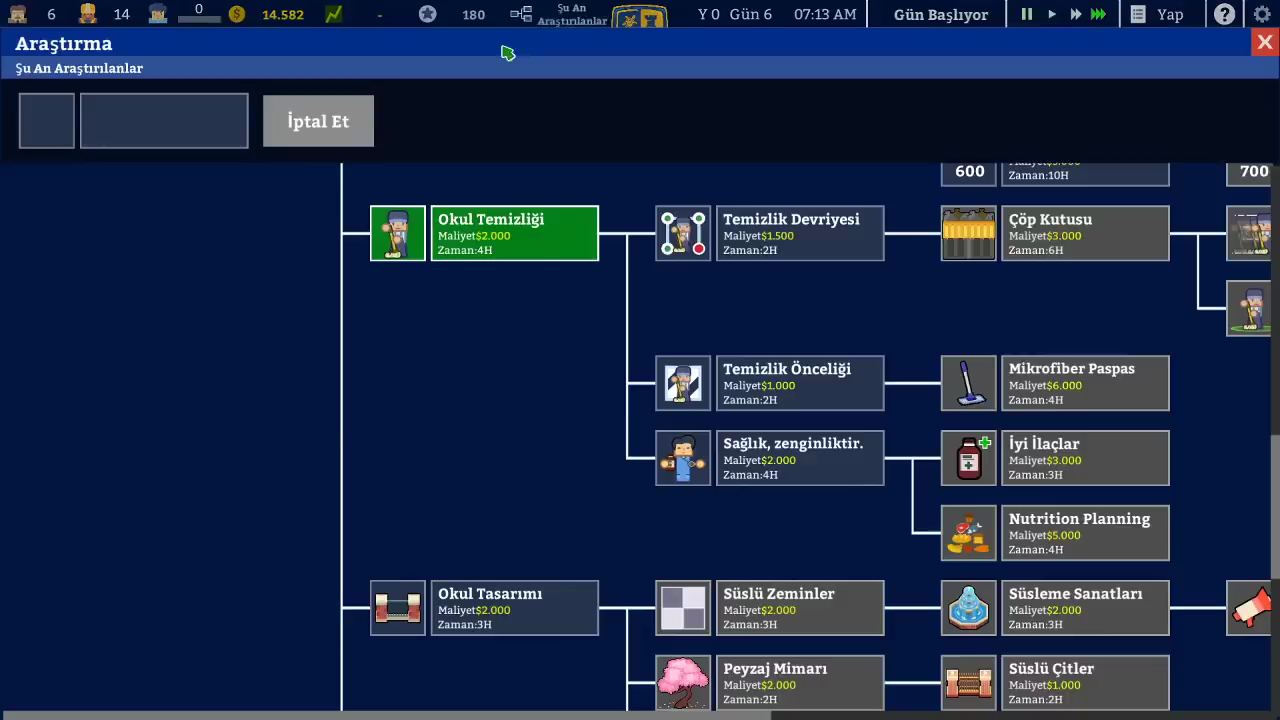 6
14
0
14.582
-
180
Şu An
Araştırılanlar
Y 0 Gün 6
07:13 AM
Gün Başlıyor
Yap
?
Araştırma
X
Şu An Araştırılanlar
İptal Et
600
Zaman:10H
700
Okul Temizliği
Maliyet$2.000
Zaman:4H
Temizlik Devriyesi
Maliyet$1.500
Zaman:2H
Çöp Kutusu
Maliyet$3.000
Zaman:6H
Temizlik Önceliği
Maliyet$1.000
Zaman:2H
Mikrofiber Paspas
Maliyet$6.000
Zaman:4H
Sağlık, zenginliktir.
Maliyet$2.000
Zaman:4H
İyi İlaçlar
Maliyet$3.000
Zaman:3H
Nutrition Planning
Maliyet$5.000
Zaman:4H
Okul Tasarımı
Maliyet$2.000
Zaman:3H
Süslü Zeminler
Maliyet$2.000
Zaman:3H
Süsleme Sanatları
Maliyet$2.000
Zaman:3H
Peyzaj Mimarı
Maliyet$2.000
Zaman:2H
Süslü Çitler
Maliyet$1.000
Zaman:2H